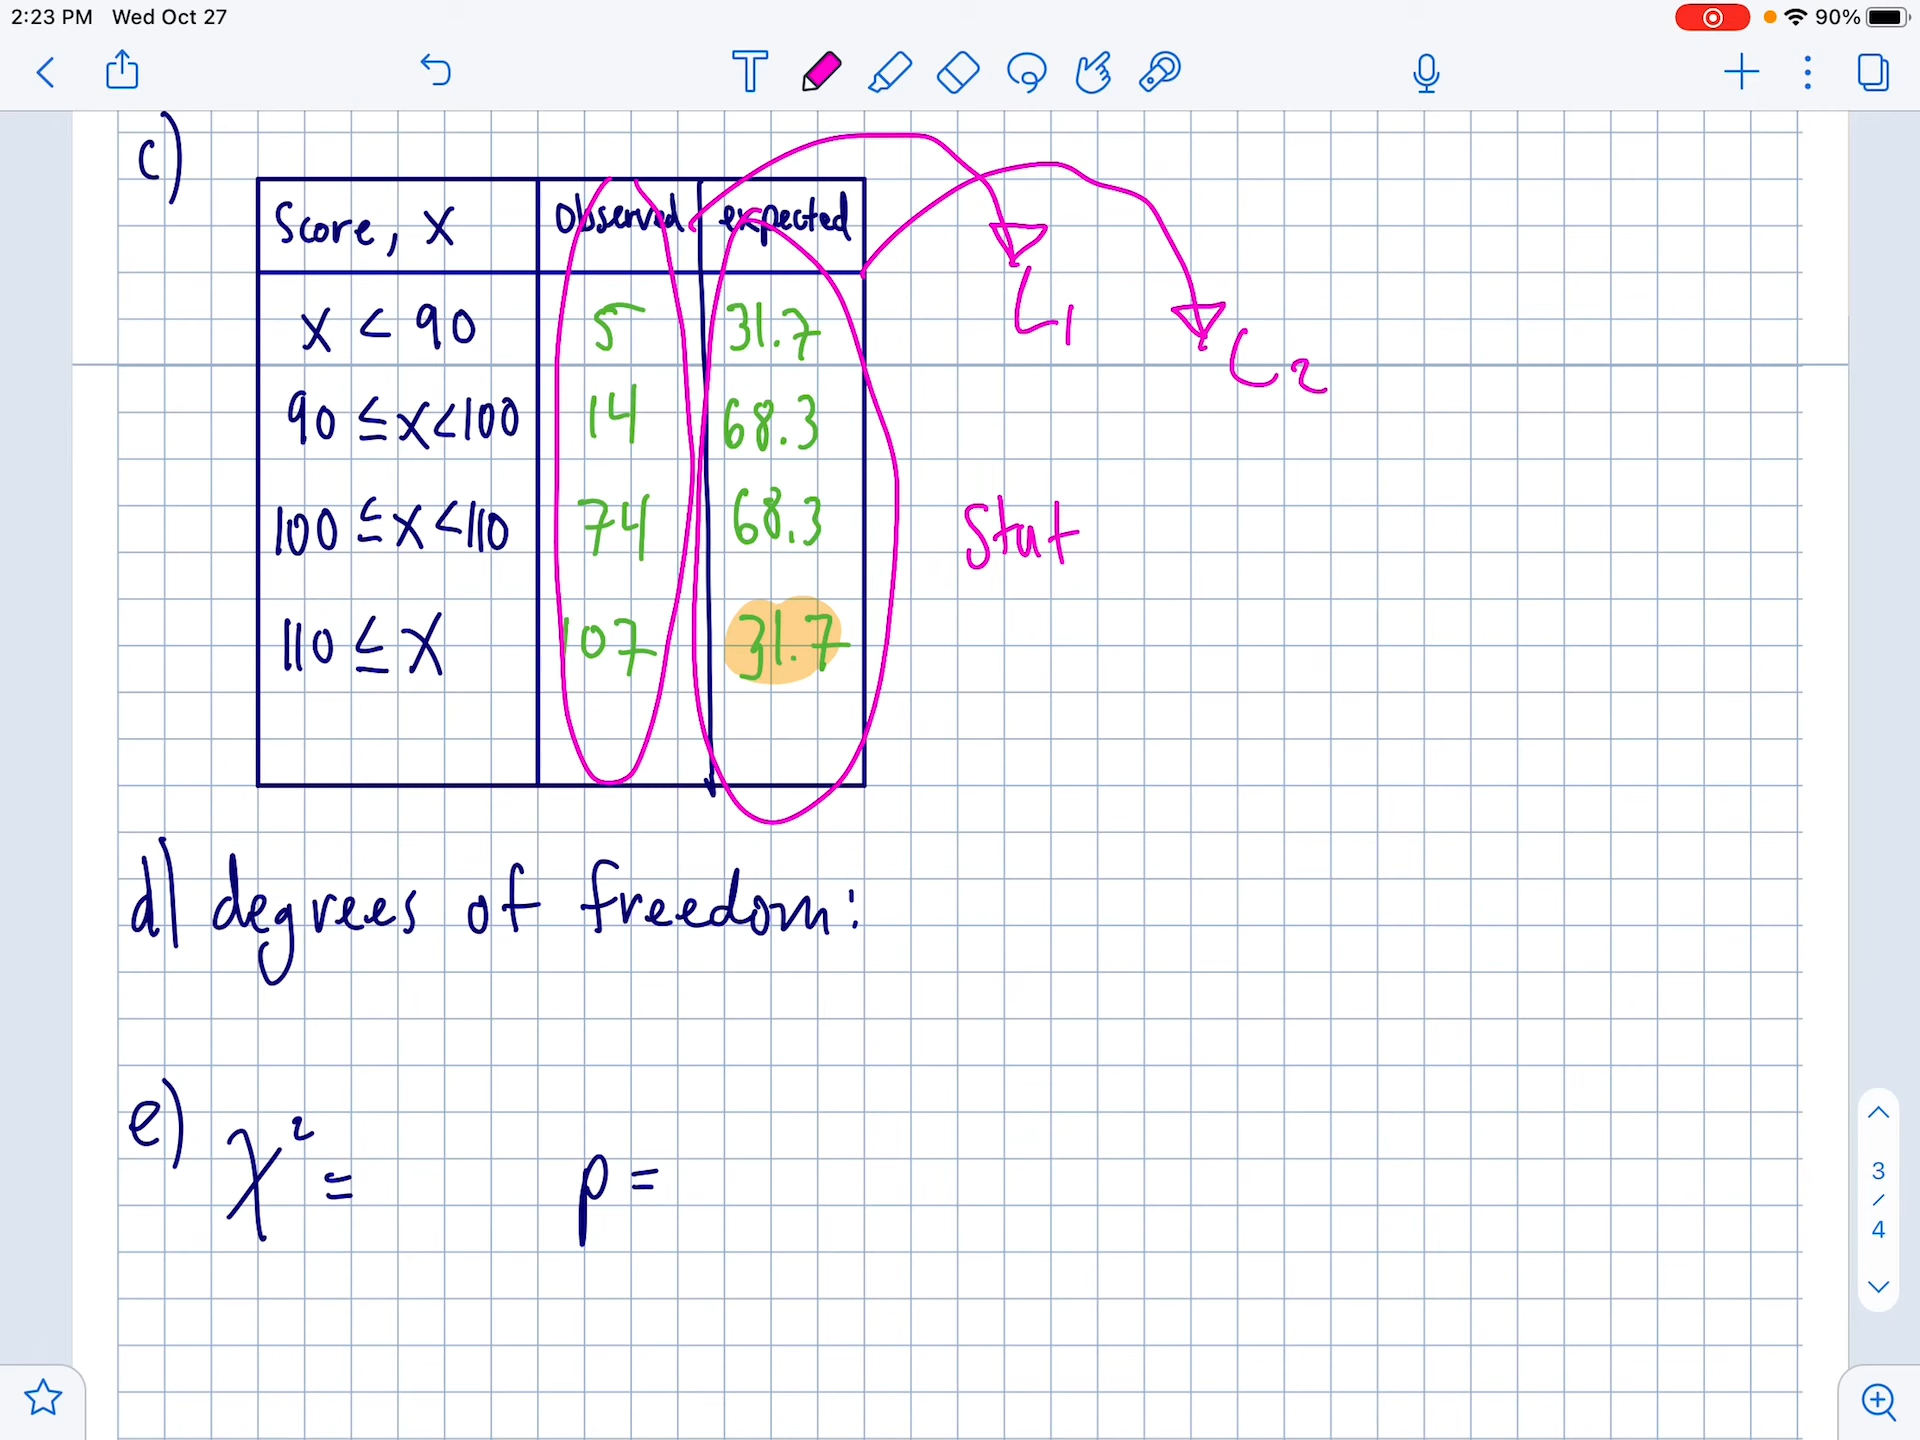 2:23 PM Wed Oct 27
90%
T
c)
Score, X observed expected
X < 90 5 31.7
90 ≤ X < 100 14 68.3
100 ≤ X < 110 74 68.3
110 ≤ X 107 31.7
L1
L2
Stat
d) degrees of freedom:
e) χ² = p =
3
/
4